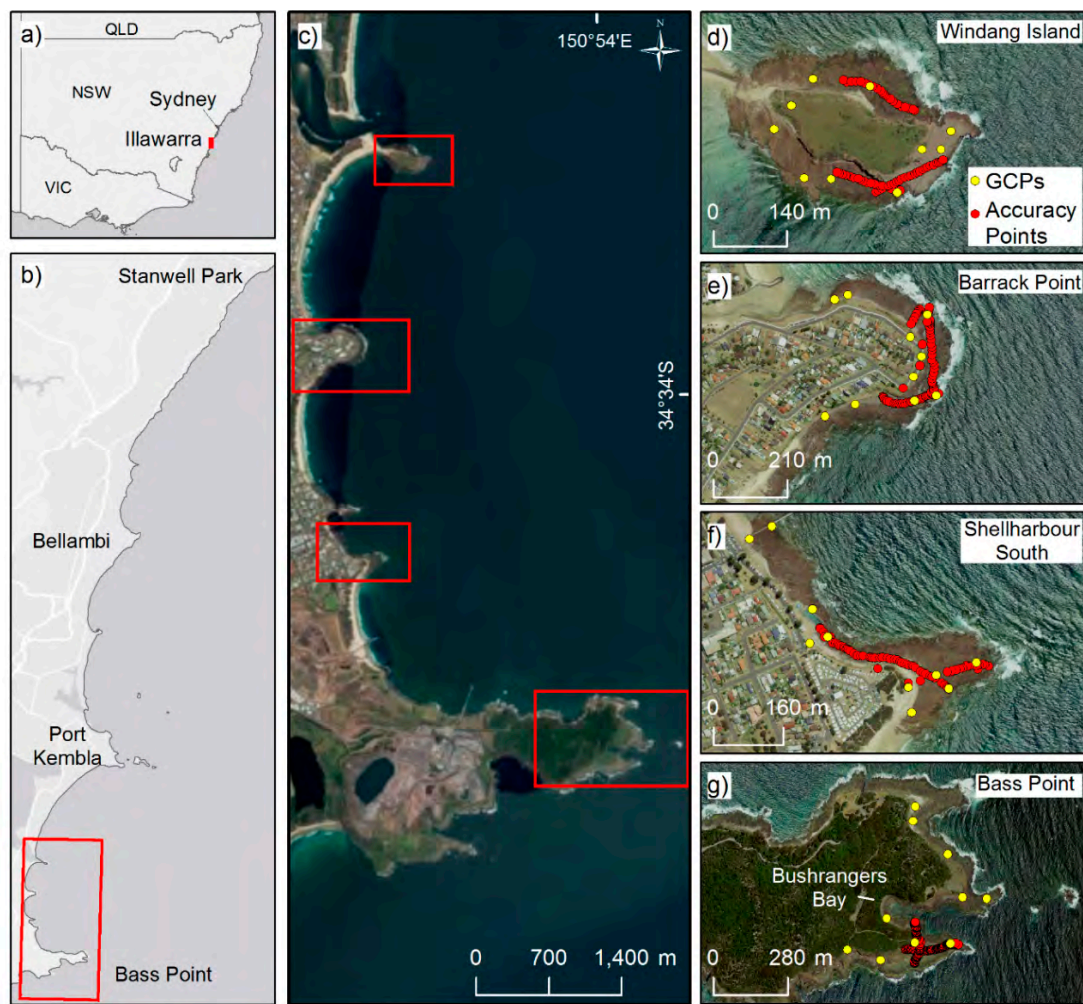 a)
QLD
NSW
Sydney
Illawarra
VIC
b)
Stanwell Park
Bellambi
Port
Kembla
Bass Point
c)
150°54'E
N
34°34'S
0 700 1,400 m
d)
Windang Island
GCPs
Accuracy
Points
0 140 m
e)
Barrack Point
0 210 m
f)
Shellharbour
South
0 160 m
g)
Bass Point
Bushrangers
Bay
0 280 m